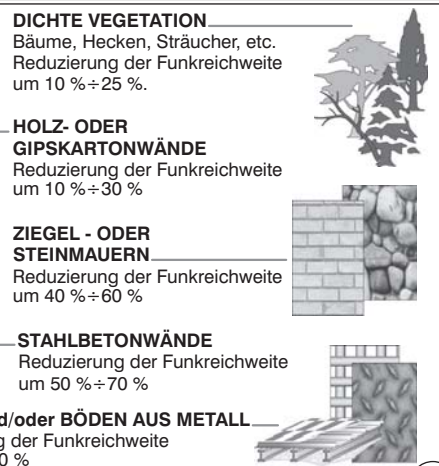 DICHTE VEGETATION
Bäume, Hecken, Sträucher, etc.
Reduzierung der Funkreichweite
um 10 %÷25 %.
HOLZ- ODER
GIPSKARTONWÄNDE
Reduzierung der Funkreichweite
um 10 %÷30 %
ZIEGEL - ODER
STEINMAUERN
Reduzierung der Funkreichweite
um 40 %÷60 %
STAHLBETONWÄNDE
Reduzierung der Funkreichweite
um 50 %÷70 %
d/oder BÖDEN AUS METALL
g der Funkreichweite
0 %